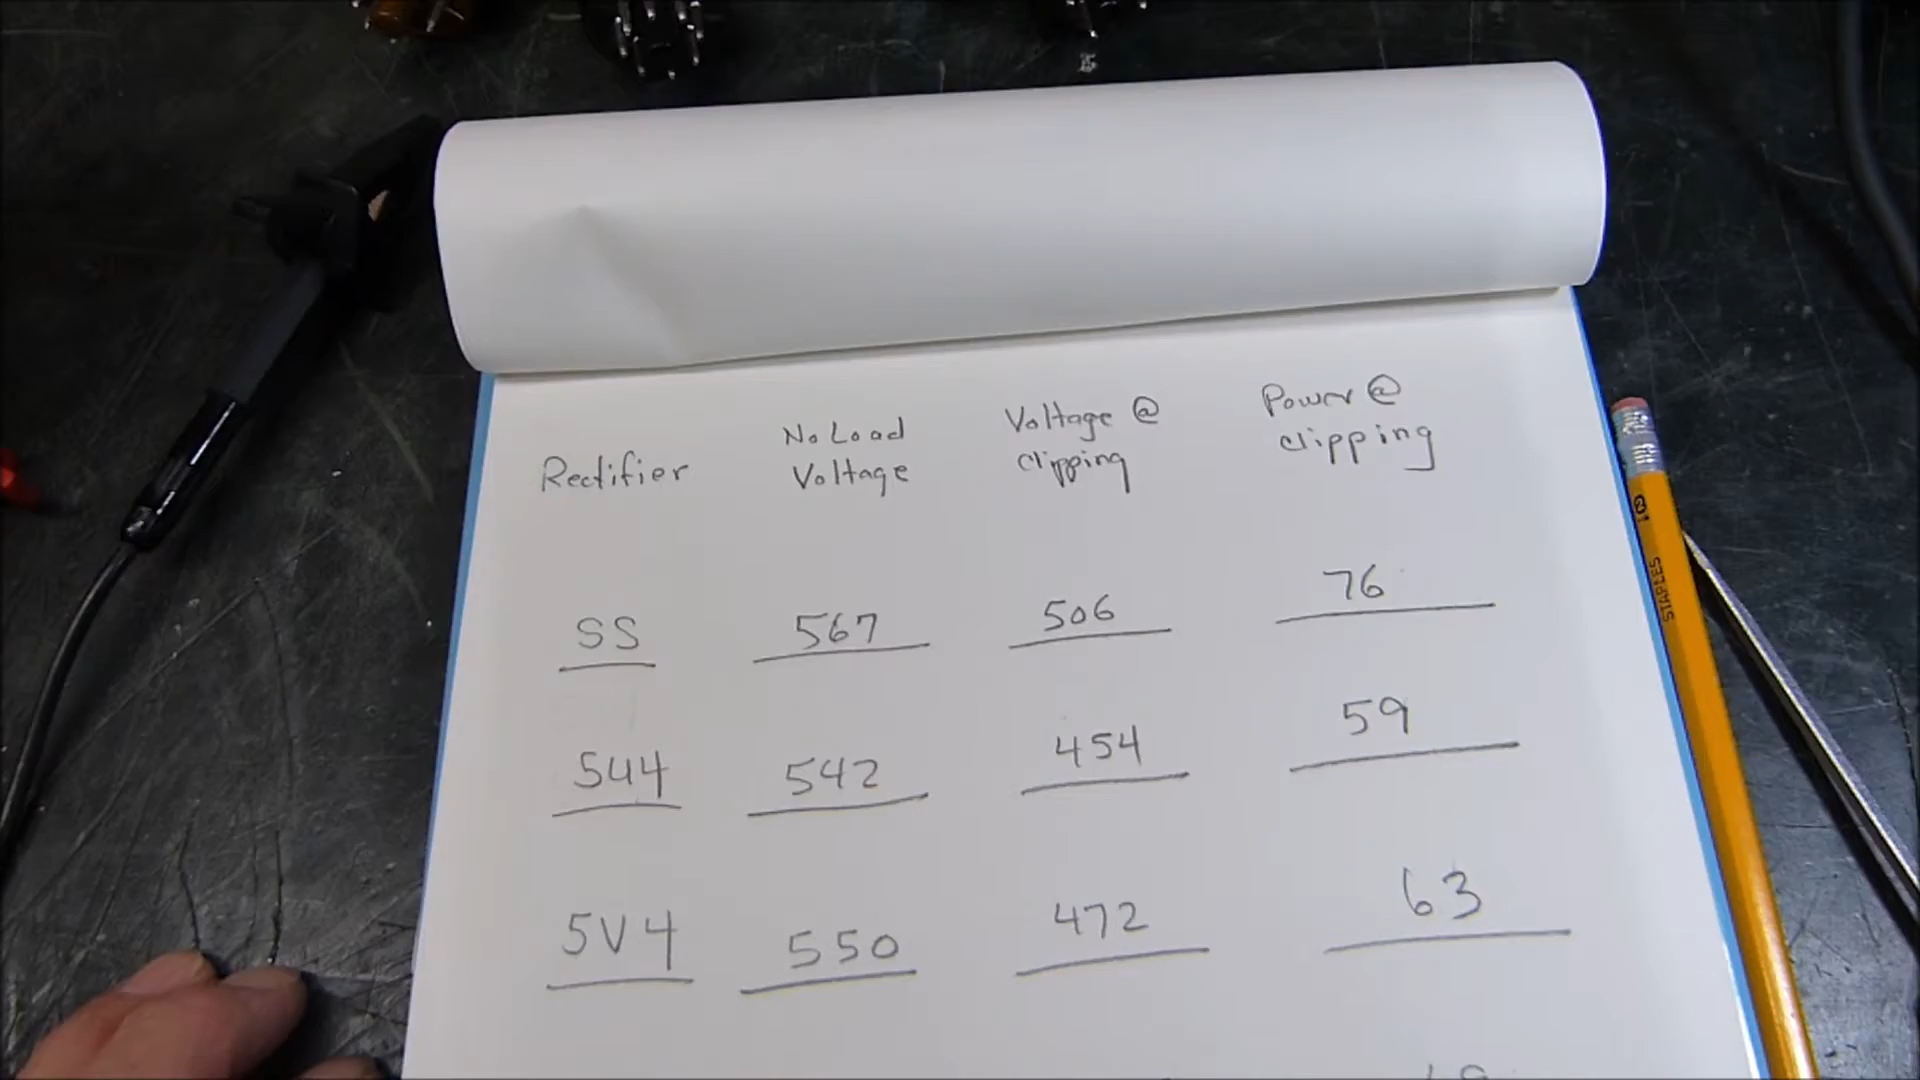 Rectifier No Load Voltage Voltage @ clipping Power @ clipping
SS 567 506 76
5U4 542 454 59
5V4 550 472 63
STAPLES